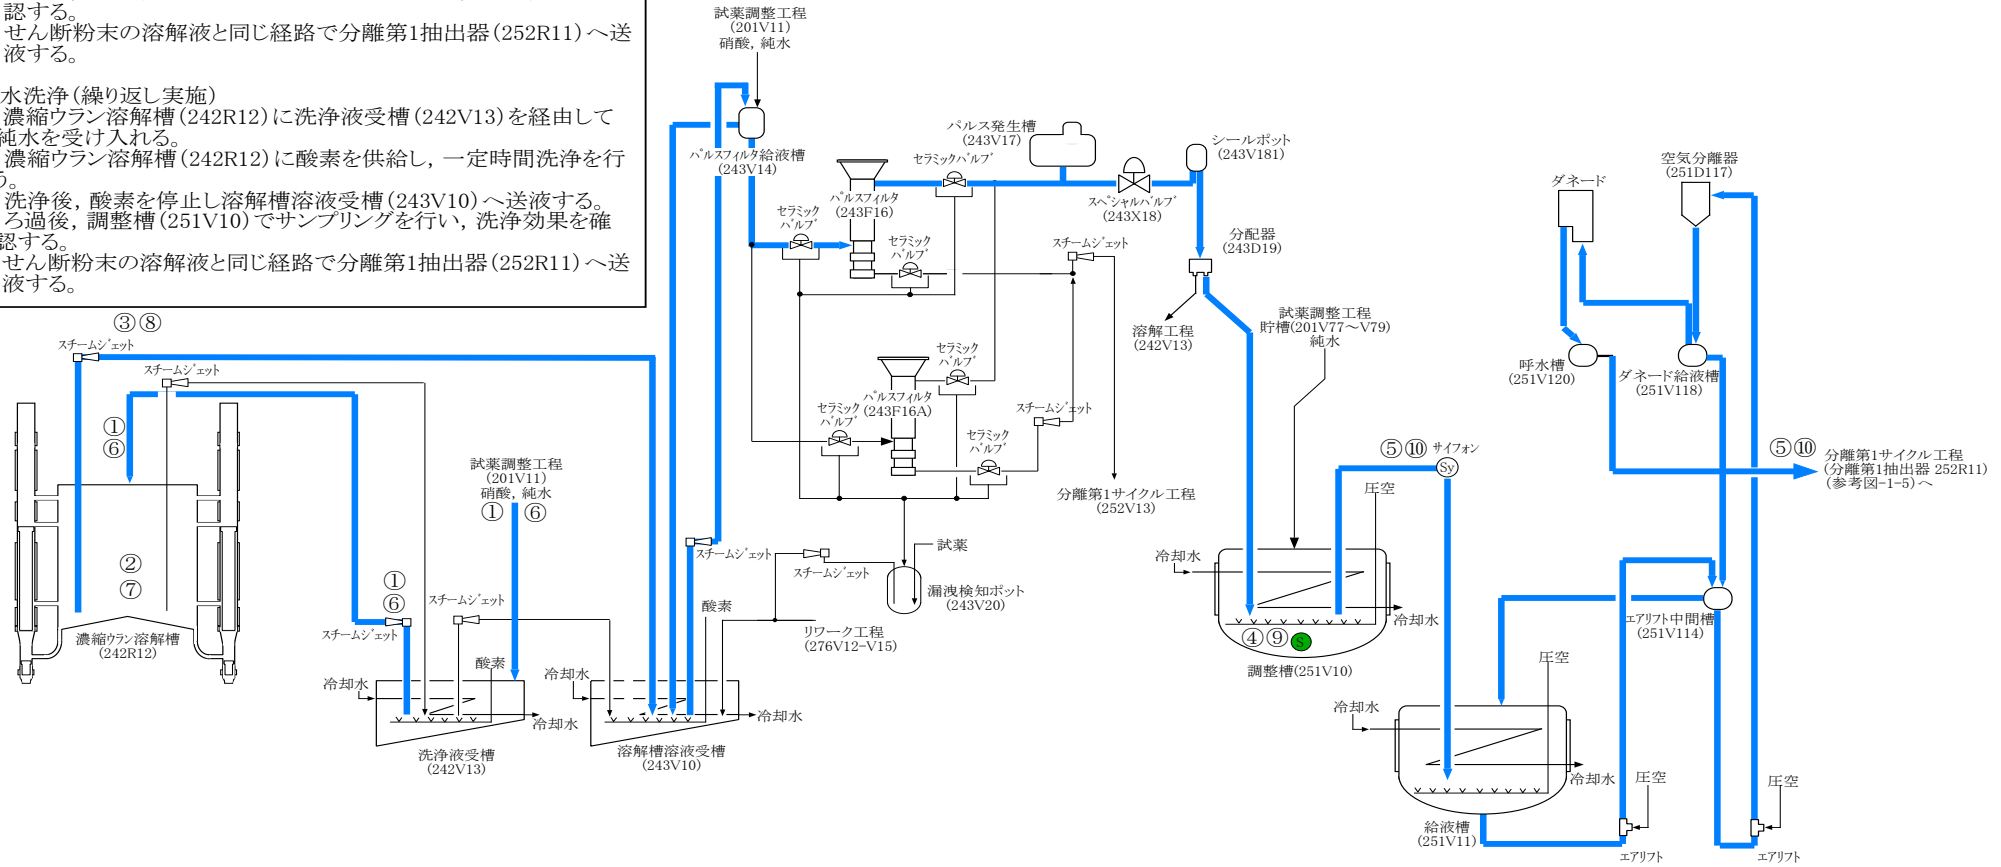 認する。
せん断粉末の溶解液と同じ経路で分離第1抽出器(252R11)へ送
液する。
水洗浄(繰り返し実施)
濃縮ウラン溶解槽(242R12)に洗浄液受槽(242V13)を経由して
純水を受け入れる。
濃縮ウラン溶解槽(242R12)に酸素を供給し，一定時間洗浄を行
う。
洗浄後，酸素を停止し溶解槽溶液受槽(243V10)へ送液する。
ろ過後，調整槽(251V10)でサンプリングを行い，洗浄効果を確
認する。
せん断粉末の溶解液と同じ経路で分離第1抽出器(252R11)へ送
液する。
③⑧
スチームジェット
スチームジェット
①
⑥
②
⑦
濃縮ウラン溶解槽
(242R12)
試薬調整工程
(201V11)
硝酸，純水
① ⑥
①
⑥
スチームジェット
スチームジェット
酸素
冷却水
冷却水
洗浄液受槽
(242V13)
試薬調整工程
(201V11)
硝酸，純水
パルスフィルタ給液槽
(243V14)
スチームジェット
酸素
冷却水
冷却水
溶解槽溶液受槽
(243V10)
リワーク工程
(276V12-V15)
スチームジェット
試薬
漏洩検知ポット
(243V20)
パルスフィルタ
(243F16)
セラミック
バルブ
セラミック
バルブ
セラミックバルブ
パルス発生槽
(243V17)
スペシャルバルブ
(243X18)
シールポット
(243V181)
スチームジェット
分配器
(243D19)
溶解工程
(242V13)
パルスフィルタ
(243F16A)
セラミック
バルブ
セラミック
バルブ
セラミック
バルブ
スチームジェット
分離第1サイクル工程
(252V13)
試薬調整工程
貯槽(201V77～V79)
純水
冷却水
冷却水
④⑨ S
調整槽(251V10)
圧空
⑤⑩ サイフォン
Sy
冷却水
冷却水
圧空
給液槽
(251V11)
圧空
エアリフト
圧空
エアリフト
エアリフト中間槽
(251V114)
ダネード
空気分離器
(251D117)
呼水槽
(251V120)
ダネード給液槽
(251V118)
⑤⑩
分離第1サイクル工程
(分離第1抽出器 252R11)
(参考図-1-5)へ